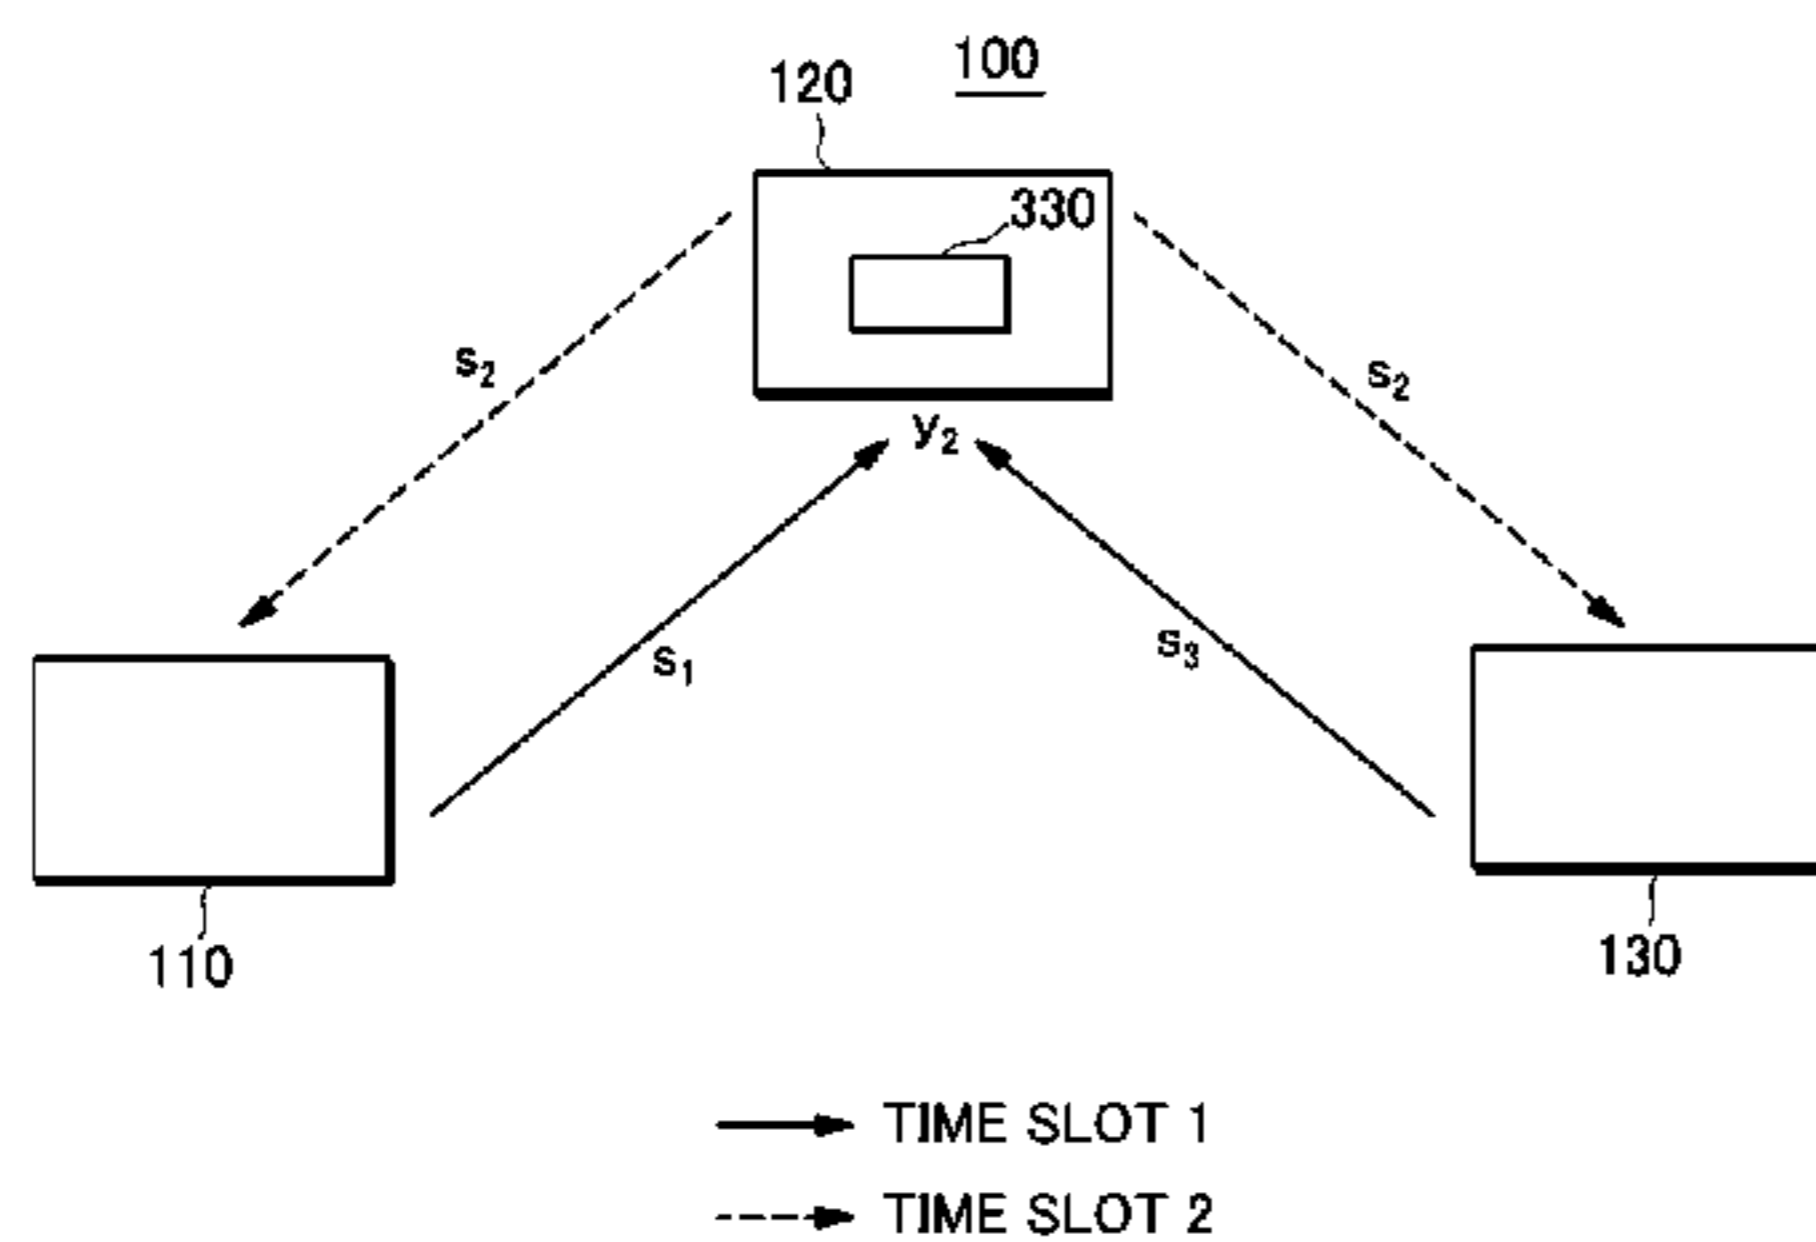 100
120
330
s₂
s₂
y₂
s₁
s₃
110
130
TIME SLOT 1
TIME SLOT 2